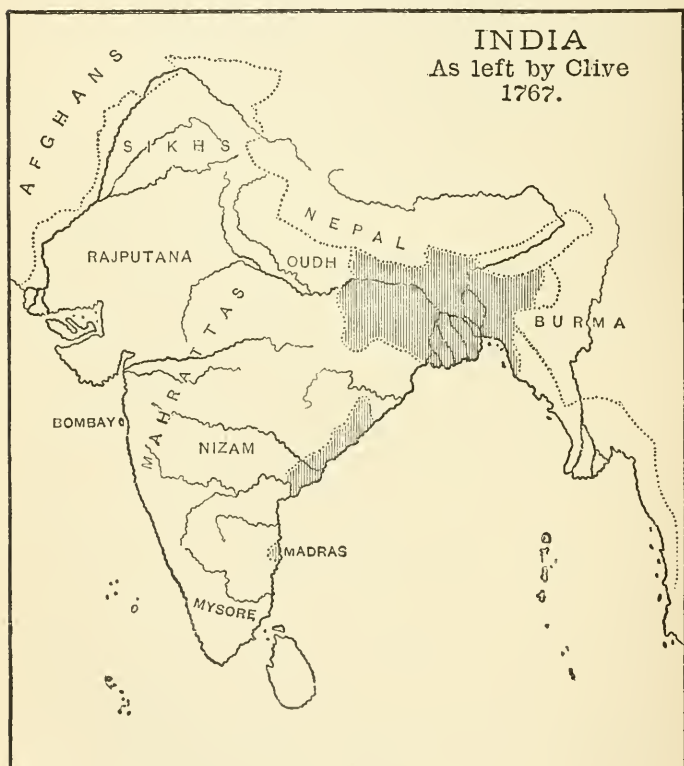 INDIA
As left by Clive
1767.
AFGHANS
SIKHS
NEPAL
RAJPUTANA
OUDH
MAHRATTAS
BURMA
BOMBAY
NIZAM
MADRAS
MYSORE